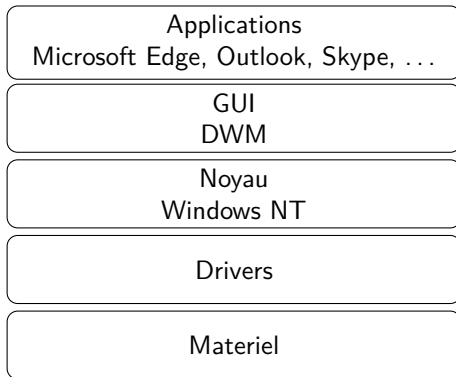 Applications
Microsoft Edge, Outlook, Skype, . . .
GUI
DWM
Noyau
Windows NT
Drivers
Materiel